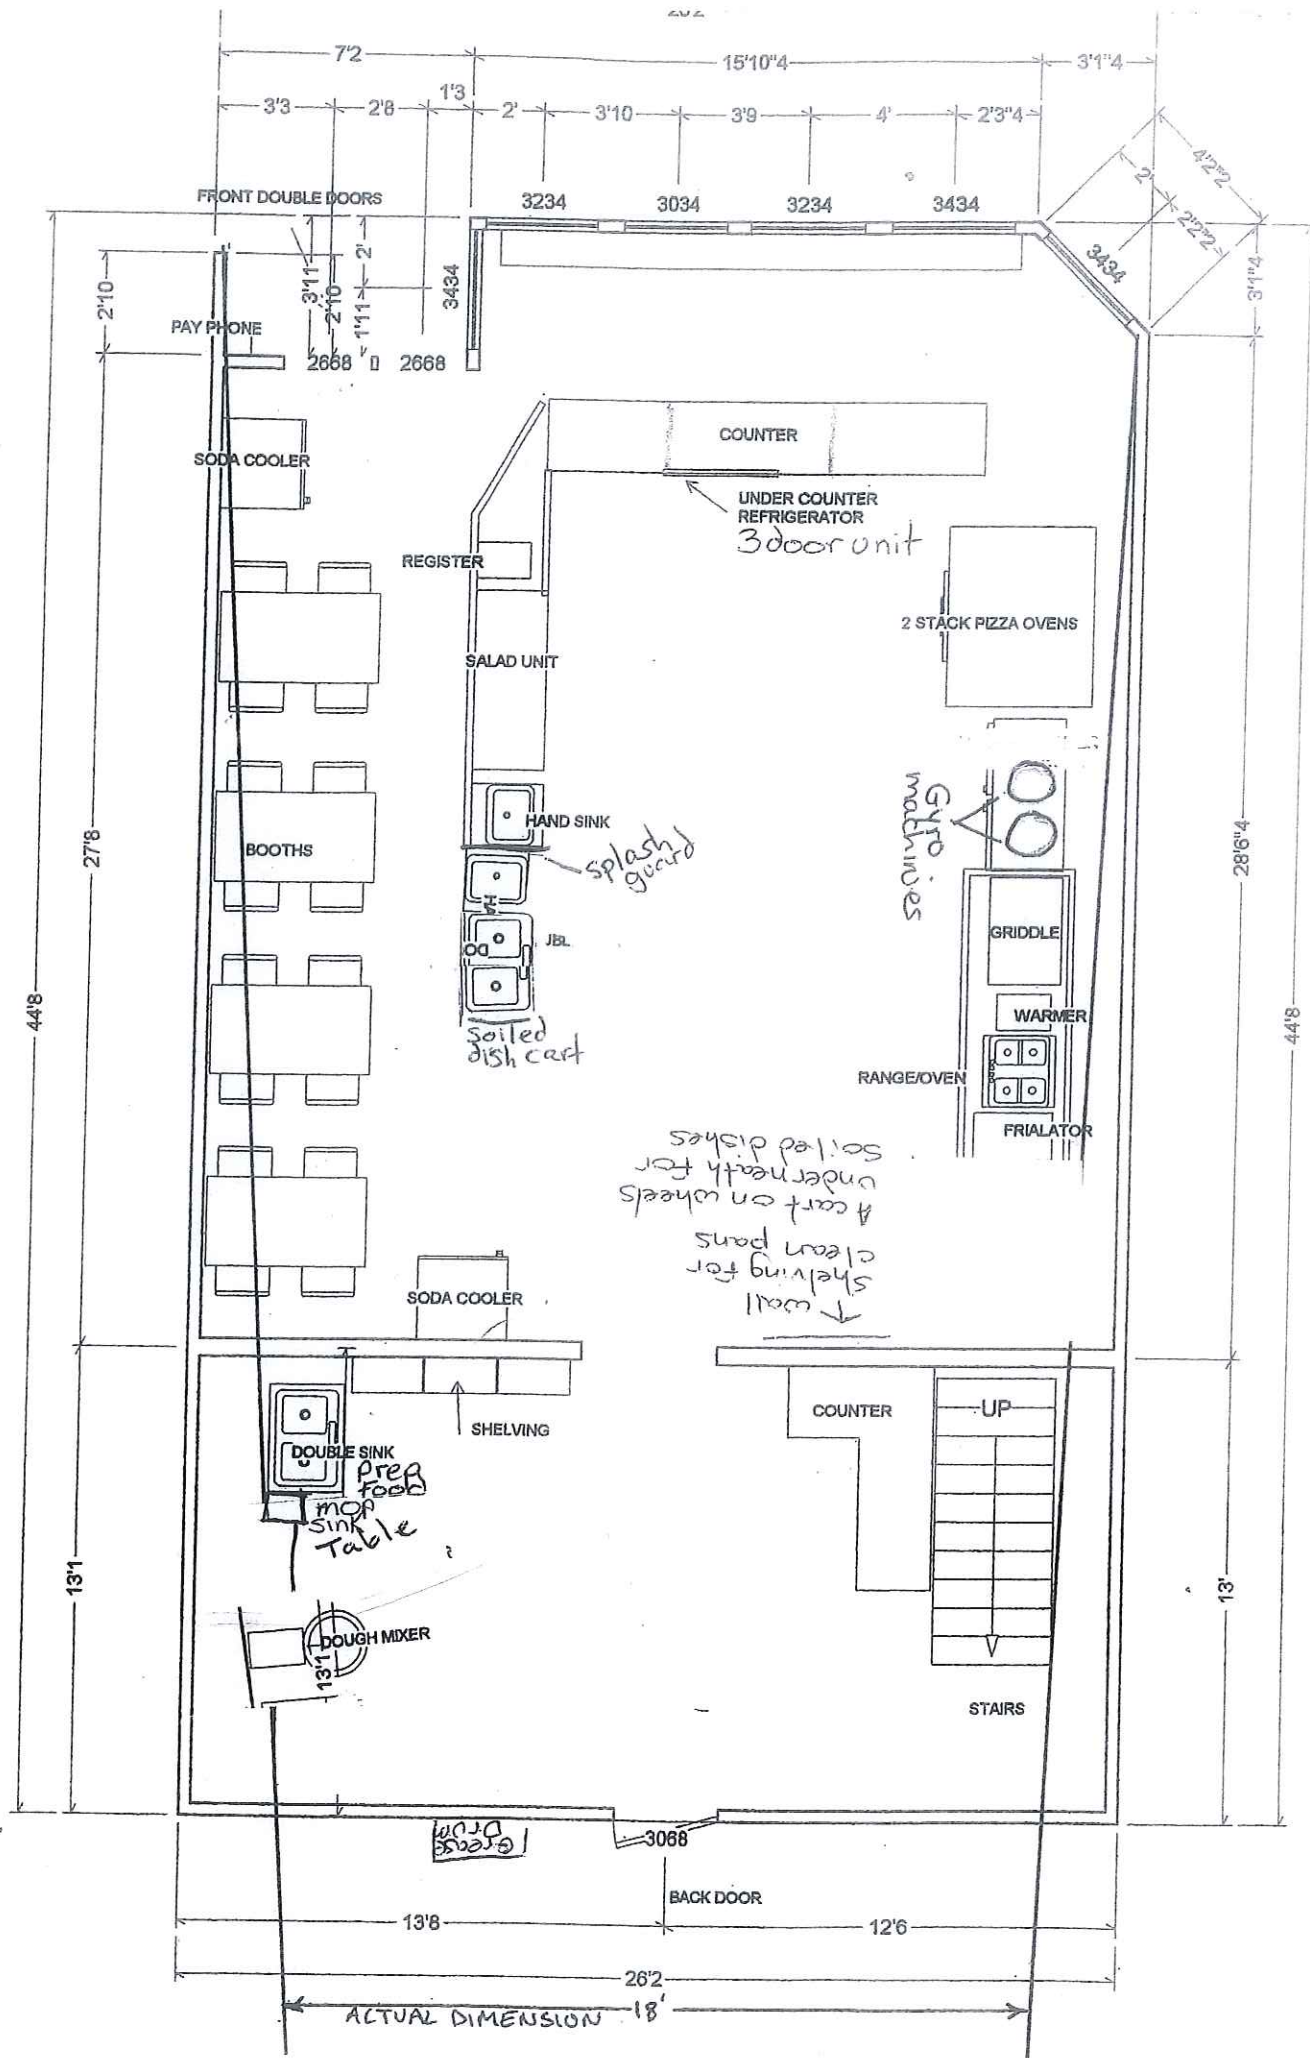 7'2
15'10"4
3'1"4
3'3
2'8
1'3
2'
3'10
3'9
4'
2'3"4
4'2"2
2'
2'2"2
3'1"4
FRONT DOUBLE DOORS
3234
3034
3234
3434
3434
3434
2'10
3'11
2'10
2'
1'11
PAY PHONE
2668
2668
SODA COOLER
COUNTER
UNDER COUNTER
REFRIGERATOR
3 door unit
REGISTER
2 STACK PIZZA OVENS
SALAD UNIT
Gyro
machines
HAND SINK
splash
guard
BOOTHS
27'8
28'6"4
HA
DO
JBL
GRIDDLE
44'8
44'8
soiled
dish cart
WARMER
RANGE/OVEN
FRIALATOR
↑ wall
shelving for
clean pans
A cart on wheels
underneath for
soiled dishes
SODA COOLER
SHELVING
COUNTER
UP
DOUBLE SINK
Prep
Food
mop
sink
Table
13'1
13'
DOUGH MIXER
13'1
STAIRS
Grease
Drum
3068
BACK DOOR
13'8
12'6
26'2
ACTUAL DIMENSION 18'